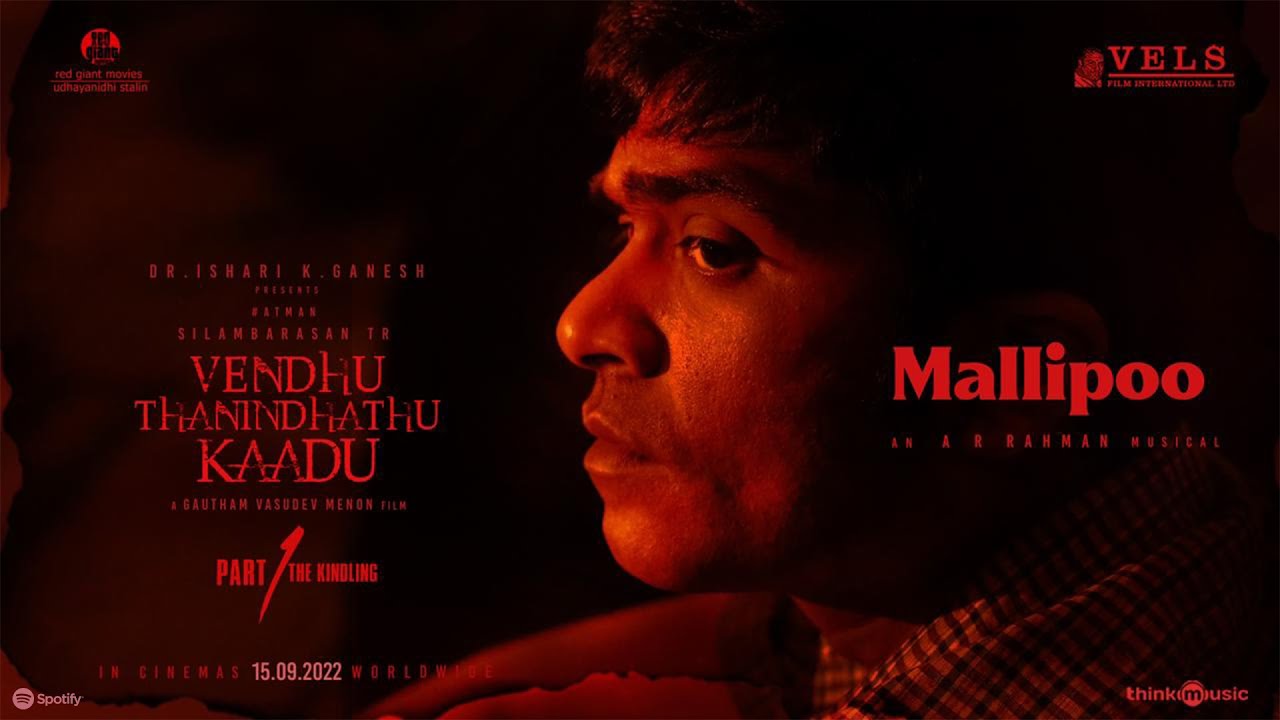 red giant
red giant movies
udhayanidhi stalin
VELS
FILM INTERNATIONAL LTD
DR.ISHARI K.GANESH
PRESENTS
#ATMAN
SILAMBARASAN TR
VENDHU
THANINDHATHU
KAADU
A GAUTHAM VASUDEV MENON FILM
PART 1 THE KINDLING
IN CINEMAS 15.09.2022 WORLDWIDE
Mallipoo
AN A R RAHMAN MUSICAL
Spotify
think music